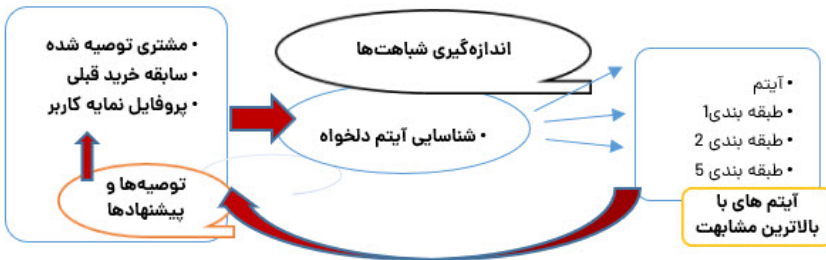 • مشتری توصیه شده
• سابقه خرید قبلی
• پروفایل نمایه کاربر
توصیه‌ها و
پیشنهادها
اندازه‌گیری شباهت‌ها
• شناسایی آیتم دلخواه
• آیتم
• طبقه بندی1
• طبقه بندی 2
• طبقه بندی 5
آیتم های با
بالاترین مشابهت